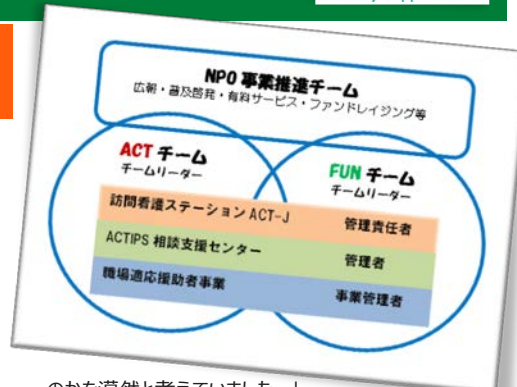 NPO 事業推進チーム
広報・普及啓発・有料サービス・ファンドレイジング等
ACT チーム
チームリーダー
FUN チーム
チームリーダー
訪問看護ステーション ACT-J 管理責任者
ACTIPS 相談支援センター 管理者
職場適応援助者事業 事業管理者